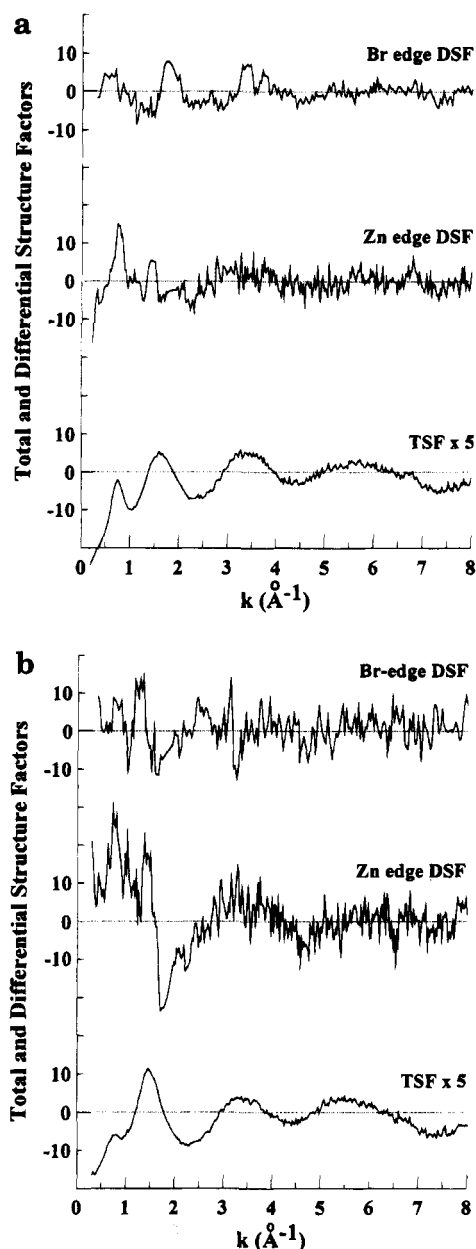 a
Total and Differential Structure Factors
10
0
-10
Br edge DSF
10
0
-10
Zn edge DSF
10
0
-10
TSF x 5
0 1 2 3 4 5 6 7 8
k (Å-1)
b
Total and Differential Structure Factors
10
0
-10
Br-edge DSF
10
0
-10
Zn edge DSF
10
0
-10
TSF x 5
0 1 2 3 4 5 6 7 8
k (Å-1)